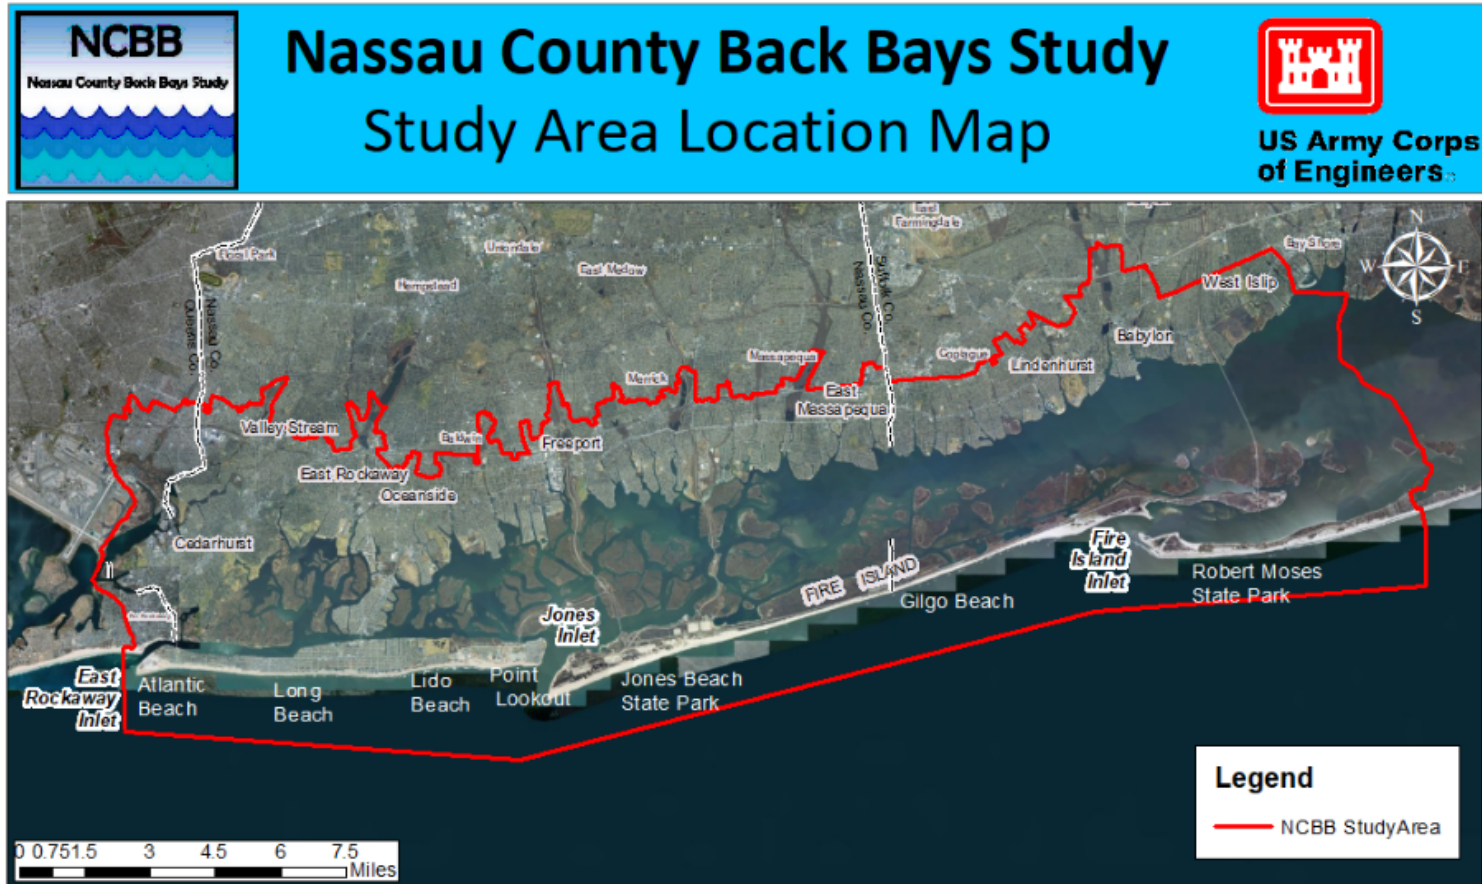 NCBB
Nassau County Back Bays Study
Nassau County Back Bays Study
Study Area Location Map
US Army Corps
of Engineers
East
Farmingdale
Floral Park
Uniondale
East Medow
Hempstead
Bay Shore
N
W
E
S
Nassau Co.
Queens Co.
Suffolk Co.
Nassau Co.
West Islip
Babylon
Massapequa
Copiague
Lindenhurst
Merrick
East
Massapequa
Valley Stream
Baldwin
Freeport
East Rockaway
Oceanside
Cedarhurst
Fire
Island
Inlet
Robert Moses
State Park
FIRE ISLAND
Gilgo Beach
Jones
Inlet
East
Rockaway
Inlet
Atlantic
Beach
Long
Beach
Lido
Beach
Point
Lookout
Jones Beach
State Park
Legend
NCBB StudyArea
0 0.75 1.5 3 4.5 6 7.5
Miles